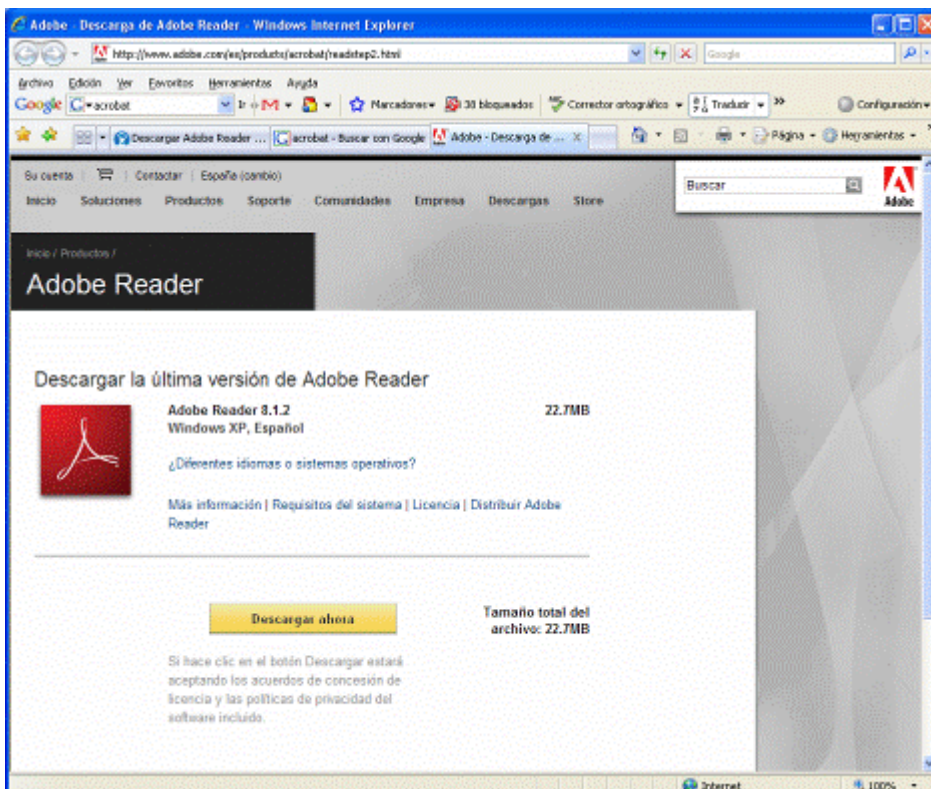 Adobe - Descarga de Adobe Reader - Windows Internet Explorer
http://www.adobe.com/es/products/acrobat/readstep2.html
Google
Archivo Edición Ver Favoritos Herramientas Ayuda
Google acrobat Ir Marcadores 38 bloqueados Corrector ortográfico Traducir Configuración
Descargar Adobe Reader ... acrobat - Buscar con Google Adobe - Descarga de ... Página Herramientas
Su cuenta | Contactar | España (cambio)
Buscar
Adobe
Inicio Soluciones Productos Soporte Comunidades Empresa Descargas Store
Inicio / Productos /
Adobe Reader
Descargar la última versión de Adobe Reader
Adobe Reader 8.1.2 22.7MB
Windows XP, Español
¿Diferentes idiomas o sistemas operativos?
Más información | Requisitos del sistema | Licencia | Distribuir Adobe
Reader
Descargar ahora
Tamaño total del
archivo: 22.7MB
Si hace clic en el botón Descargar estará
aceptando los acuerdos de concesión de
licencia y las políticas de privacidad del
software incluido.
Internet 100%